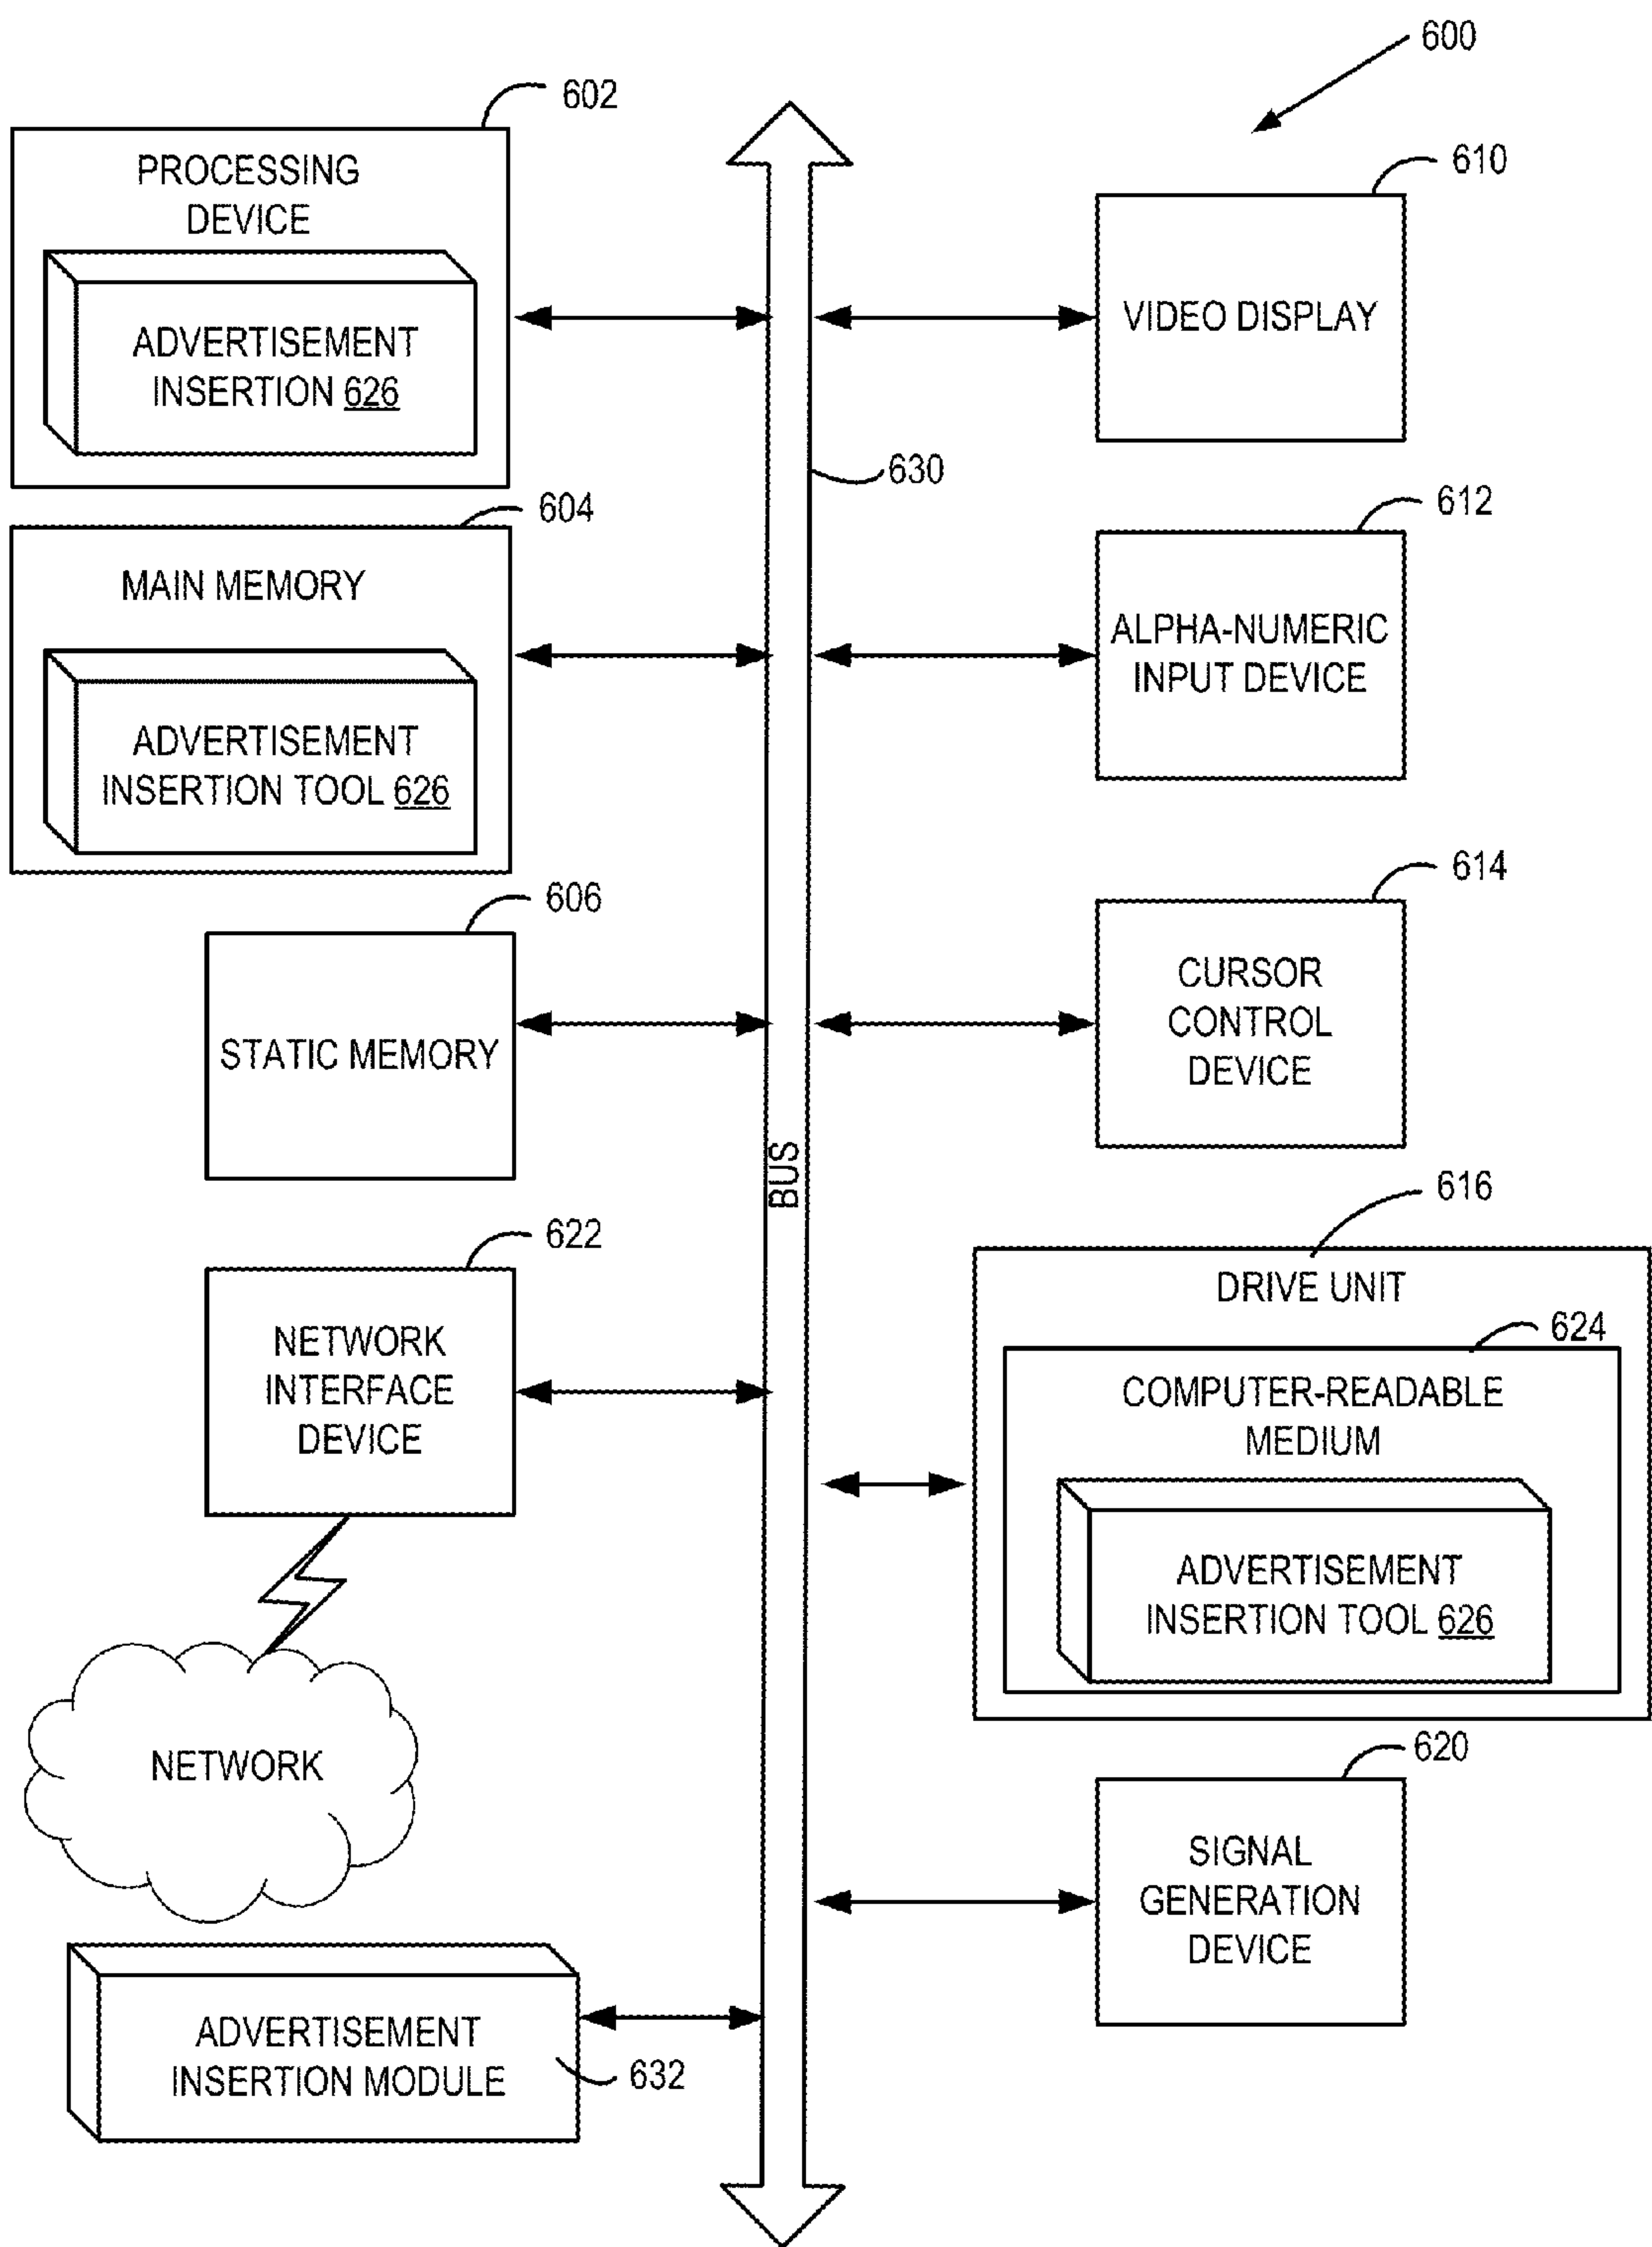 600
602
PROCESSING
DEVICE
ADVERTISEMENT
INSERTION 626
610
VIDEO DISPLAY
630
604
MAIN MEMORY
ADVERTISEMENT
INSERTION TOOL 626
612
ALPHA-NUMERIC
INPUT DEVICE
606
STATIC MEMORY
614
CURSOR
CONTROL
DEVICE
BUS
622
NETWORK
INTERFACE
DEVICE
616
DRIVE UNIT
624
COMPUTER-READABLE
MEDIUM
ADVERTISEMENT
INSERTION TOOL 626
NETWORK
620
SIGNAL
GENERATION
DEVICE
ADVERTISEMENT
INSERTION MODULE
632